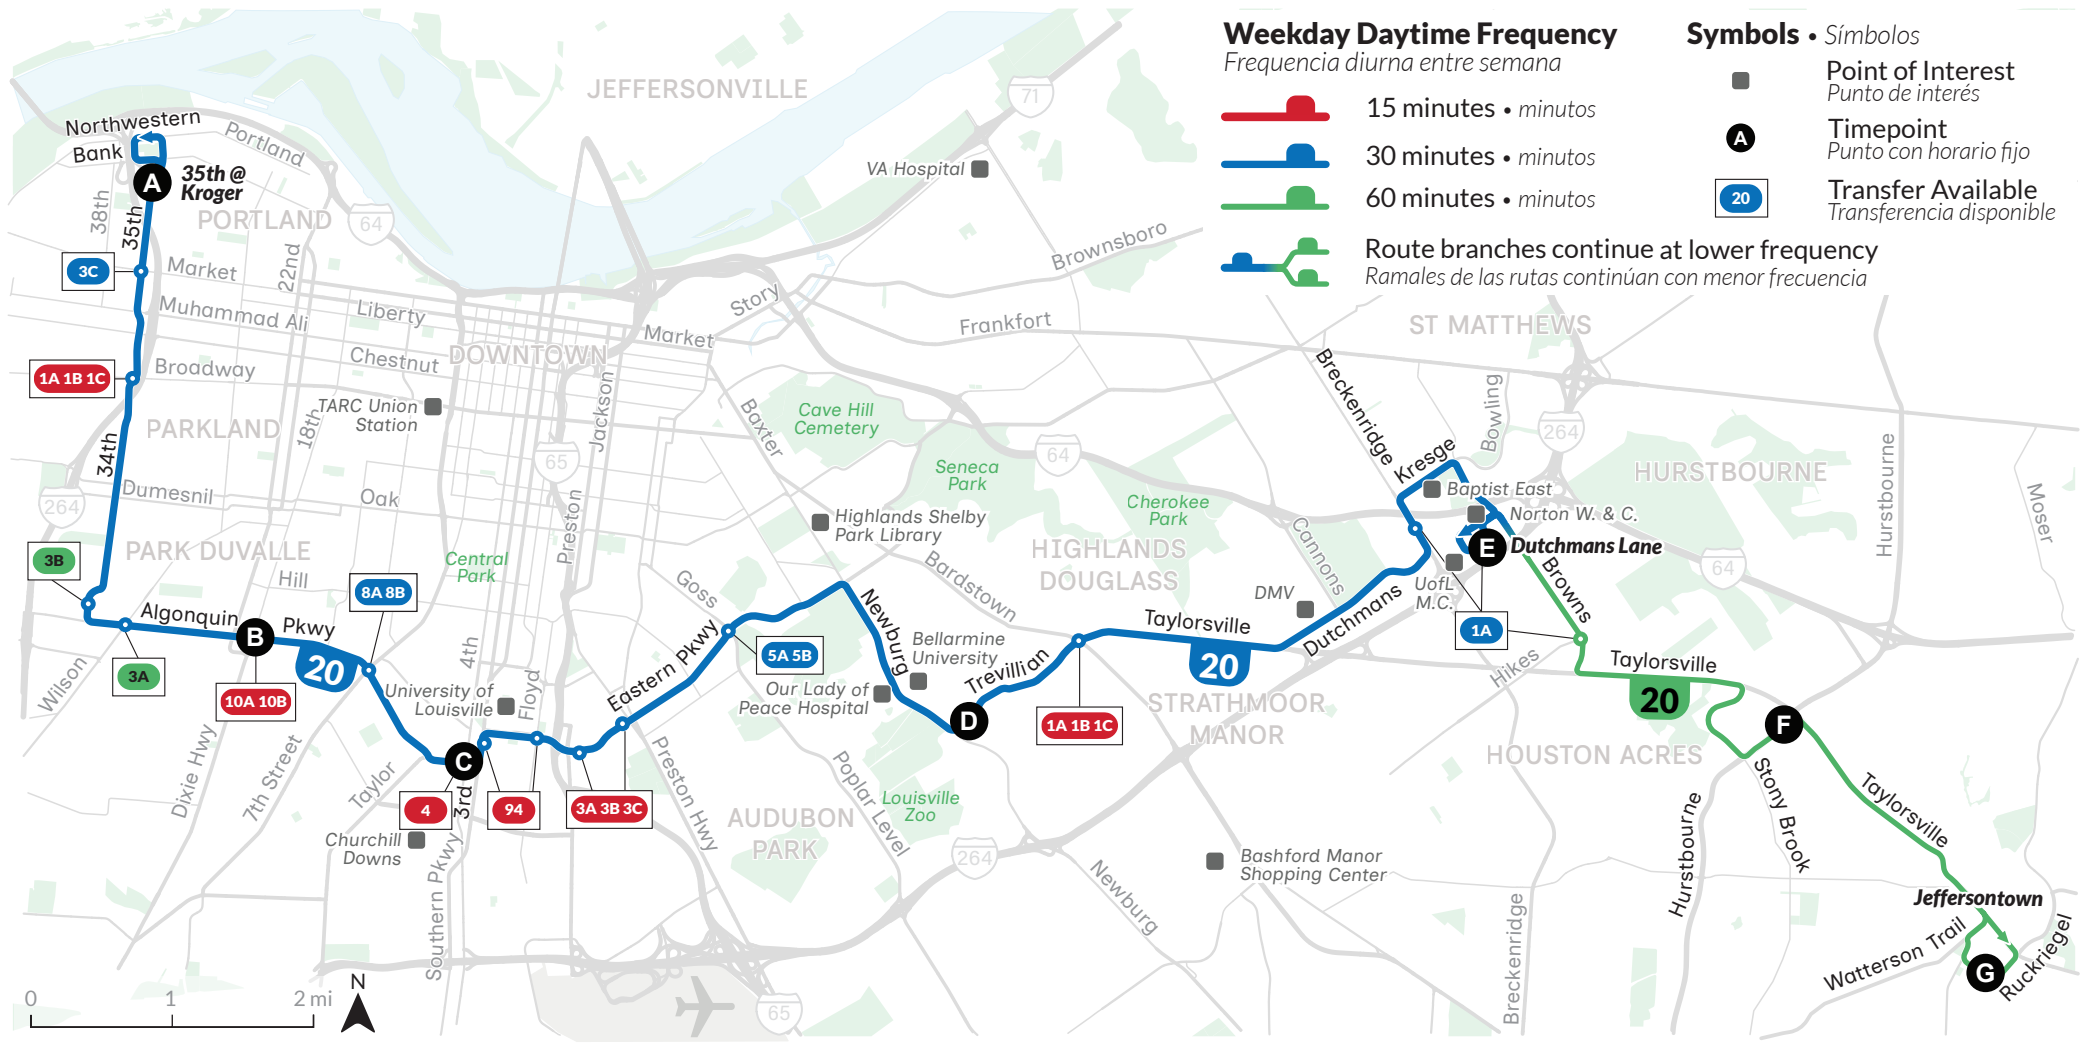 Weekday Daytime Frequency
Frequencia diurna entre semana
15 minutes • minutos
30 minutes • minutos
60 minutes • minutos
Route branches continue at lower frequency
Ramales de las rutas continúan con menor frecuencia
Symbols • Símbolos
Point of Interest
Punto de interés
A
Timepoint
Punto con horario fijo
20
Transfer Available
Transferencia disponible
JEFFERSONVILLE
71
Northwestern
Bank
Portland
A
35th @
Kroger
38th
35th
PORTLAND
64
VA Hospital
Brownsboro
3C
Market
22nd
Muhammad Ali
Liberty
Story
Market
Frankfort
ST MATTHEWS
Chestnut
DOWNTOWN
Broadway
1A 1B 1C
TARC Union
Station
18th
Jackson
PARKLAND
34th
Baxter
Cave Hill
Cemetery
Breckenridge
Bowling
264
Kresge
HURSTBOURNE
Hurstbourne
Moser
65
64
Seneca
Park
Cherokee
Park
Baptist East
Norton W. & C.
264
Dumesnil
Oak
Preston
Highlands Shelby
Park Library
Cannons
E
Dutchmans Lane
PARK DUVALLE
3B
Central
Park
HIGHLANDS
DOUGLASS
Bardstown
64
Hill
8A 8B
Goss
Newburg
DMV
UofL
M.C.
Browns
Dutchmans
1A
Algonquin
Pkwy
B
20
3A
10A 10B
Wilson
4th
Eastern Pkwy
5A 5B
Bellarmine
University
Trevillian
Taylorsville
20
Hikes
Taylorsville
20
University of
Louisville
Floyd
Our Lady of
Peace Hospital
D
1A 1B 1C
STRATHMOOR
MANOR
F
Dixie Hwy
7th Street
Taylor
C
3rd
4
94
3A 3B 3C
Preston Hwy
Poplar Level
HOUSTON ACRES
Stony Brook
Taylorsville
Churchill
Downs
Southern Pkwy
AUDUBON
PARK
Louisville
Zoo
264
Newburg
Bashford Manor
Shopping Center
Hurstbourne
Breckenridge
Jeffersontown
Watterson Trail
G
Ruckriegel
65
0
1
2 mi
N